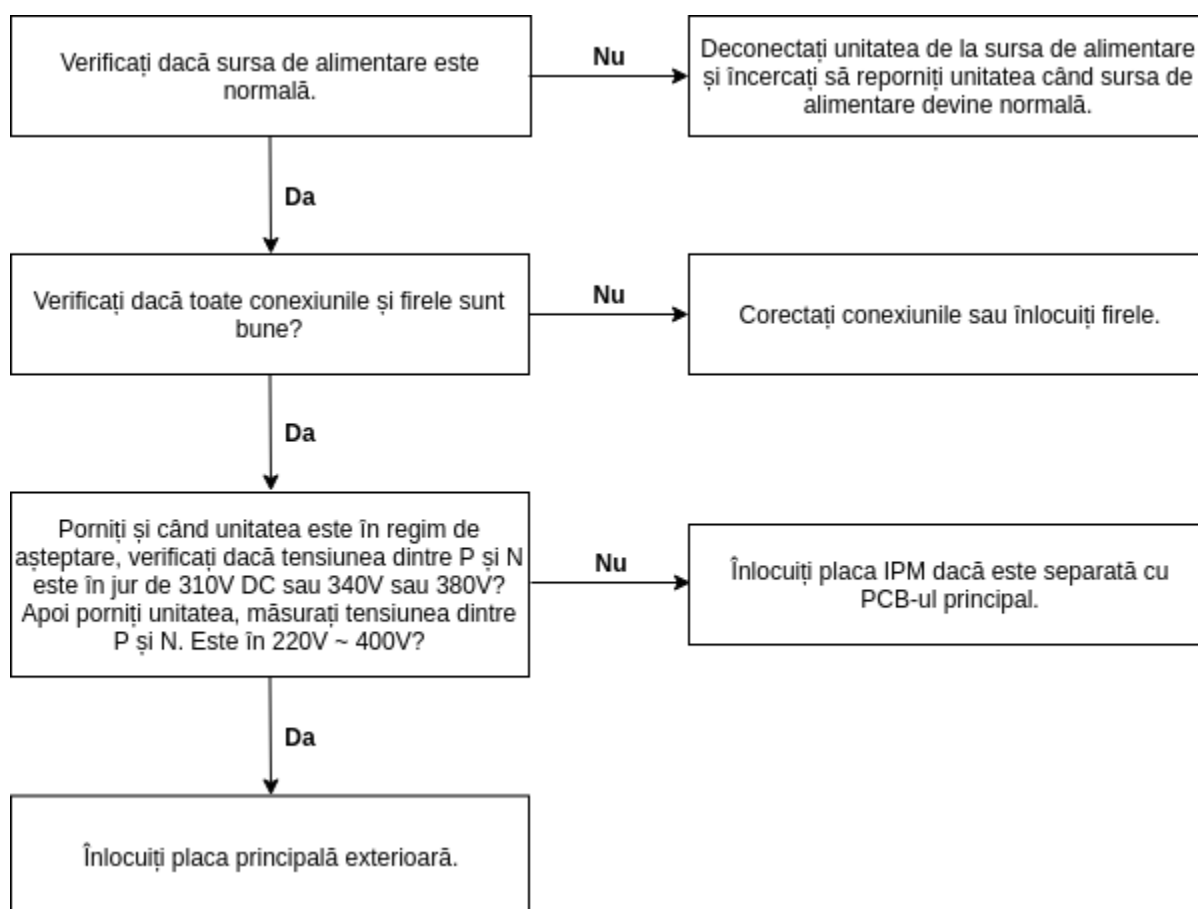 Verificați dacă sursa de alimentare este
normală.
Nu
Deconectați unitatea de la sursa de alimentare
și încercați să reporniți unitatea când sursa de
alimentare devine normală.
Da
Verificați dacă toate conexiunile și firele sunt
bune?
Nu
Corectați conexiunile sau înlocuiți firele.
Da
Porniți și când unitatea este în regim de
așteptare, verificați dacă tensiunea dintre P și N
este în jur de 310V DC sau 340V sau 380V?
Apoi porniți unitatea, măsurați tensiunea dintre
P și N. Este în 220V ~ 400V?
Nu
Înlocuiți placa IPM dacă este separată cu
PCB-ul principal.
Da
Înlocuiți placa principală exterioară.